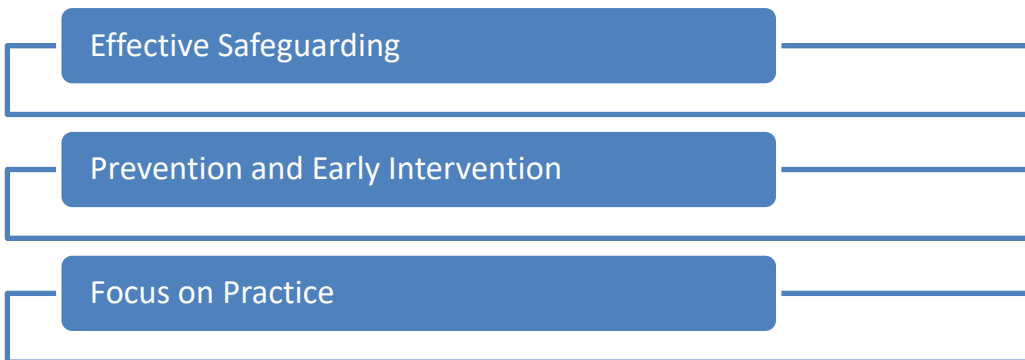 Effective Safeguarding
Prevention and Early Intervention
Focus on Practice